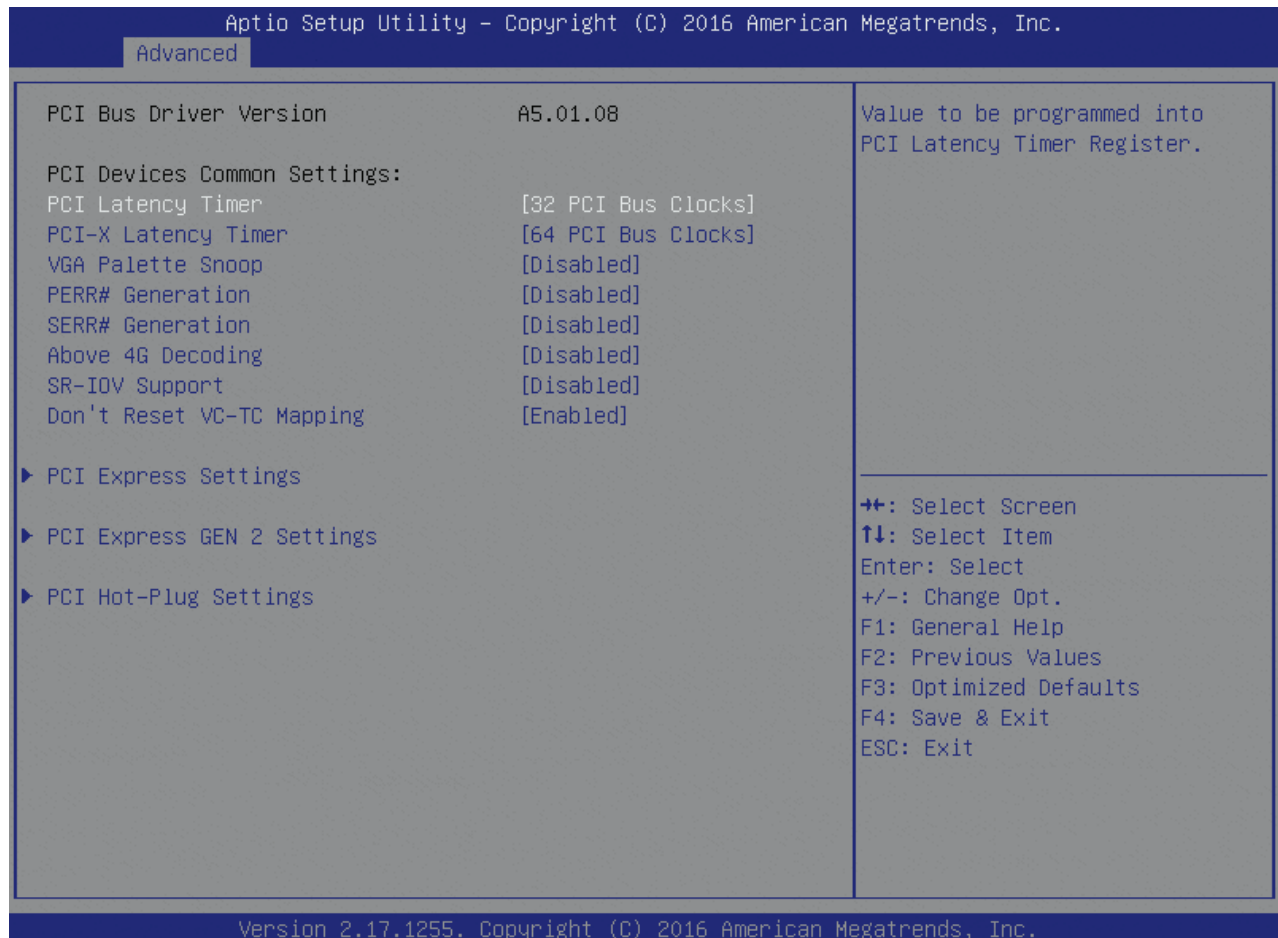 Aptio Setup Utility – Copyright (C) 2016 American Megatrends, Inc.
Advanced
PCI Bus Driver Version A5.01.08
PCI Devices Common Settings:
PCI Latency Timer [32 PCI Bus Clocks]
PCI-X Latency Timer [64 PCI Bus Clocks]
VGA Palette Snoop [Disabled]
PERR# Generation [Disabled]
SERR# Generation [Disabled]
Above 4G Decoding [Disabled]
SR-IOV Support [Disabled]
Don't Reset VC-TC Mapping [Enabled]
▶ PCI Express Settings
▶ PCI Express GEN 2 Settings
▶ PCI Hot-Plug Settings
Value to be programmed into
PCI Latency Timer Register.
→←: Select Screen
↑↓: Select Item
Enter: Select
+/-: Change Opt.
F1: General Help
F2: Previous Values
F3: Optimized Defaults
F4: Save & Exit
ESC: Exit
Version 2.17.1255. Copyright (C) 2016 American Megatrends, Inc.